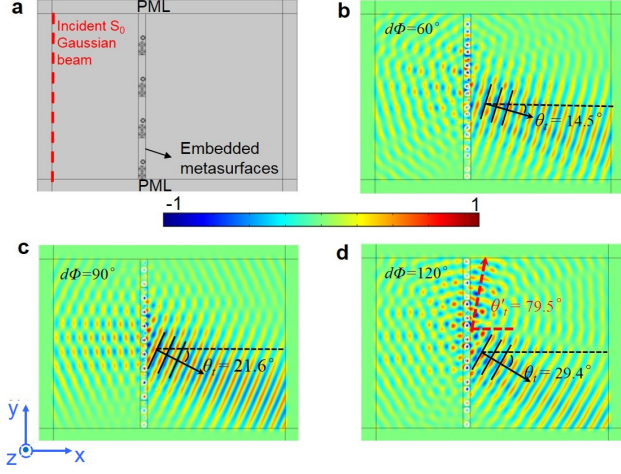 a
PML
Incident S₀
Gaussian
beam
Embedded
metasurfaces
PML
b
dΦ=60°
θₜ = 14.5°
-1
1
c
dΦ=90°
θₜ = 21.6°
d
dΦ=120°
θ'ₜ = 79.5°
θₜ = 29.4°
y
z
x